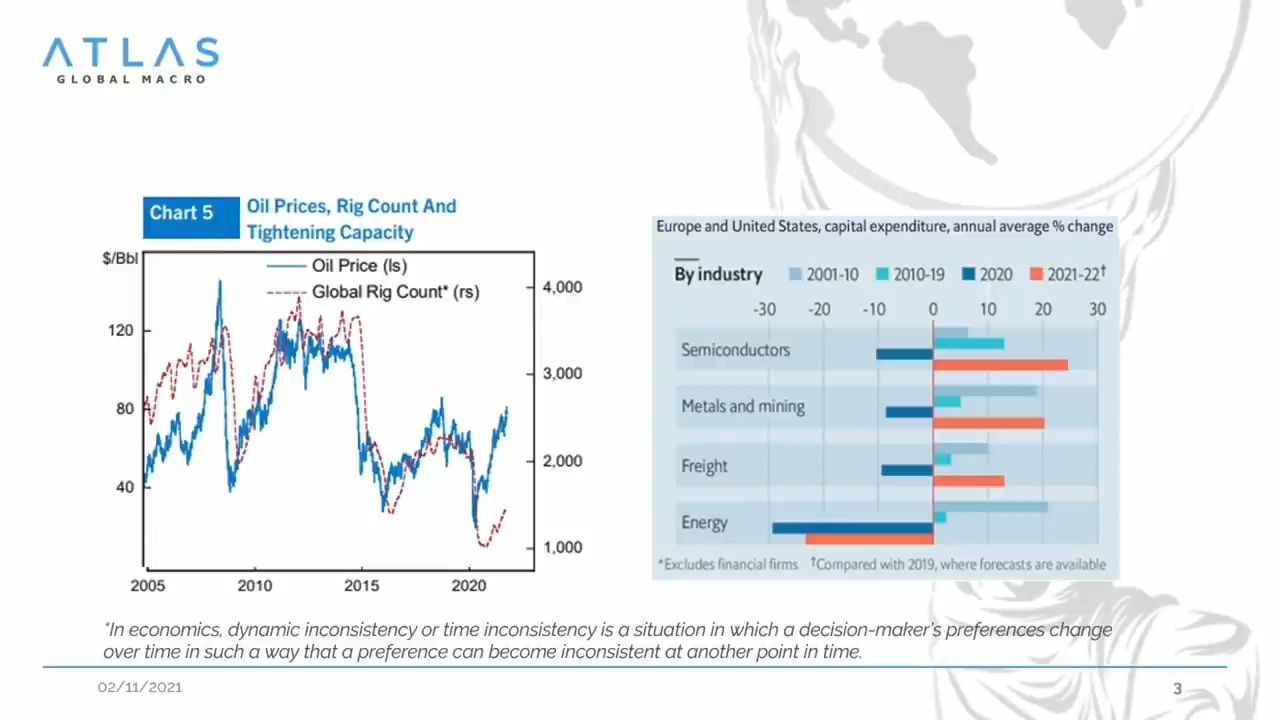 ATLAS
GLOBAL MACRO
Chart 5
Oil Prices, Rig Count And
Tightening Capacity
$/Bbl
Oil Price (ls)
Global Rig Count* (rs)
4,000
120
3,000
80
2,000
40
1,000
2005 2010 2015 2020
Europe and United States, capital expenditure, annual average % change
By industry 2001-10 2010-19 2020 2021-22†
-30 -20 -10 0 10 20 30
Semiconductors
Metals and mining
Freight
Energy
*Excludes financial firms †Compared with 2019, where forecasts are available
*In economics, dynamic inconsistency or time inconsistency is a situation in which a decision-maker's preferences change
over time in such a way that a preference can become inconsistent at another point in time.
02/11/2021
3